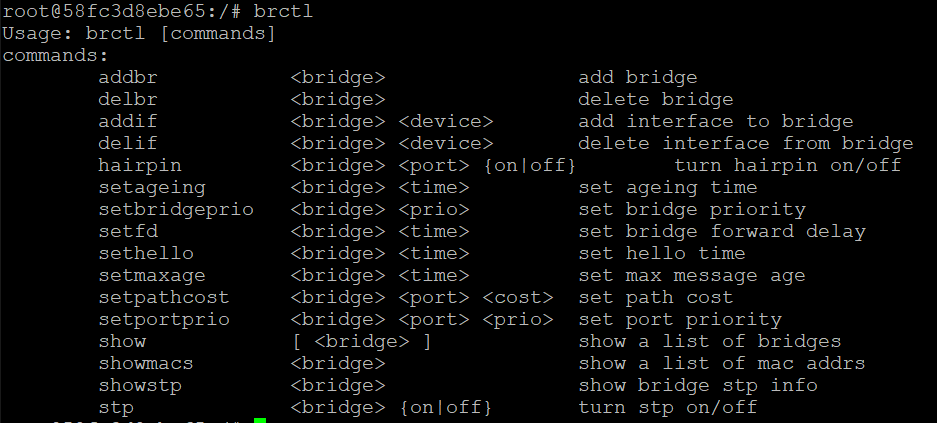 root@58fc3d8ebe65:/# brctl
Usage: brctl [commands]
commands:
addbr <bridge> add bridge
delbr <bridge> delete bridge
addif <bridge> <device> add interface to bridge
delif <bridge> <device> delete interface from bridge
hairpin <bridge> <port> {on|off} turn hairpin on/off
setageing <bridge> <time> set ageing time
setbridgeprio <bridge> <prio> set bridge priority
setfd <bridge> <time> set bridge forward delay
sethello <bridge> <time> set hello time
setmaxage <bridge> <time> set max message age
setpathcost <bridge> <port> <cost> set path cost
setportprio <bridge> <port> <prio> set port priority
show [ <bridge> ] show a list of bridges
showmacs <bridge> show a list of mac addrs
showstp <bridge> show bridge stp info
stp <bridge> {on|off} turn stp on/off